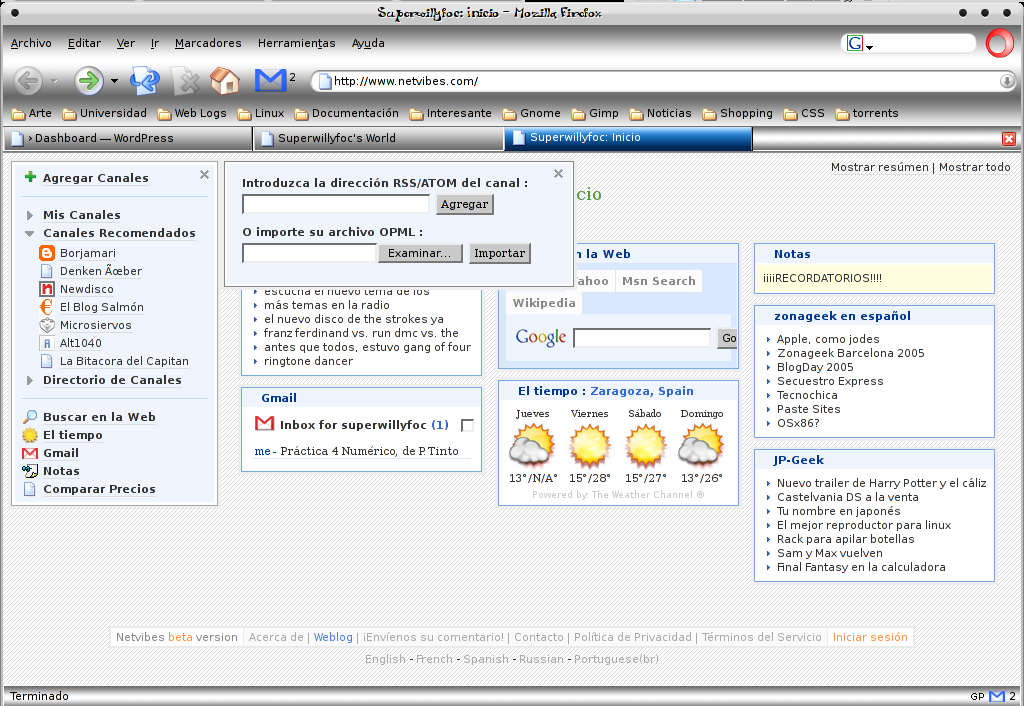 Superwillyfoc: inicio - Mozilla Firefox
Archivo Editar Ver Ir Marcadores Herramientas Ayuda
G
2 http://www.netvibes.com/
Arte Universidad Web Logs Linux Documentación Interesante Gnome Gimp Noticias Shopping CSS torrents
› Dashboard — WordPress Superwillyfoc's World Superwillyfoc: Inicio
Mostrar resúmen | Mostrar todo
Agregar Canales
Mis Canales
Canales Recomendados
Borjamari
Denken Ãœber
Newdisco
El Blog Salmón
Microsiervos
Alt1040
La Bitacora del Capitan
Directorio de Canales
Buscar en la Web
El tiempo
Gmail
Notas
Comparar Precios
Introduzca la dirección RSS/ATOM del canal :
Agregar
O importe su archivo OPML :
Examinar... Importar
cio
escucha el nuevo tema de los
más temas en la radio
el nuevo disco de the strokes ya
franz ferdinand vs. run dmc vs. the
antes que todos, estuvo gang of four
ringtone dancer
Gmail
Inbox for superwillyfoc (1)
me - Práctica 4 Numérico, de P.Tinto
n la Web
ahoo Msn Search
Wikipedia
Google Go
El tiempo : Zaragoza, Spain
Jueves Viernes Sábado Domingo
13°/N/A° 15°/28° 15°/27° 13°/26°
Powered by: The Weather Channel ®
Notas
¡¡¡¡RECORDATORIOS!!!!
zonageek en español
Apple, como jodes
Zonageek Barcelona 2005
BlogDay 2005
Secuestro Express
Tecnochica
Paste Sites
OSx86?
JP-Geek
Nuevo trailer de Harry Potter y el cáliz
Castelvania DS a la venta
Tu nombre en japonés
El mejor reproductor para linux
Rack para apilar botellas
Sam y Max vuelven
Final Fantasy en la calculadora
Netvibes beta version Acerca de | Weblog | ¡Envíenos su comentario! | Contacto | Política de Privacidad | Términos del Servicio Iniciar sesión
English - French - Spanish - Russian - Portuguese(br)
Terminado GP 2